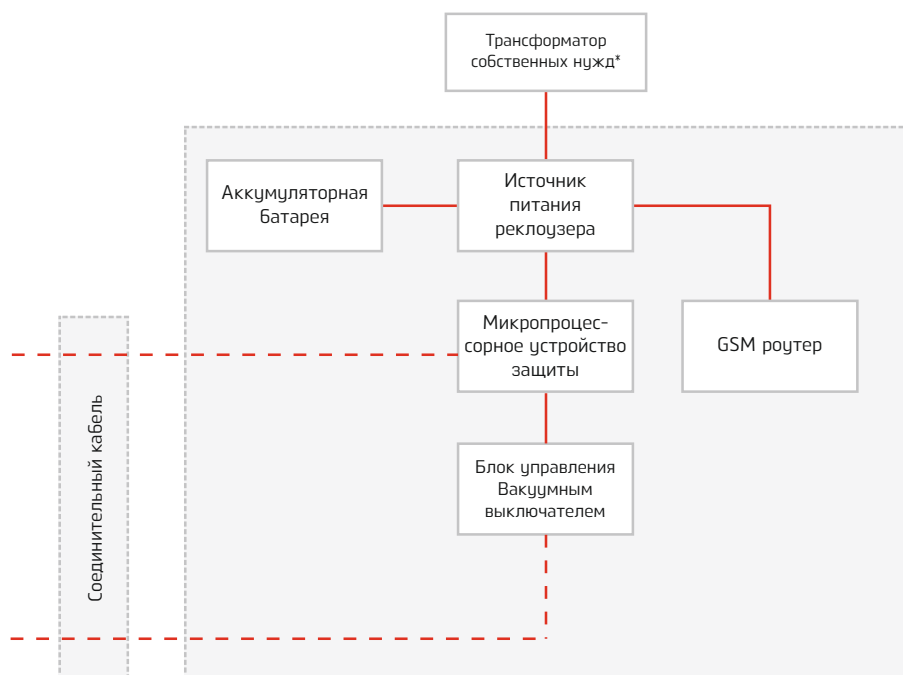 Трансформатор
собственных нужд*
Аккумуляторная
батарея
Источник
питания
реклоузера
Микропроцес-
сорное устройство
защиты
GSM роутер
Блок управления
Вакуумным
выключателем
Соединительный кабель